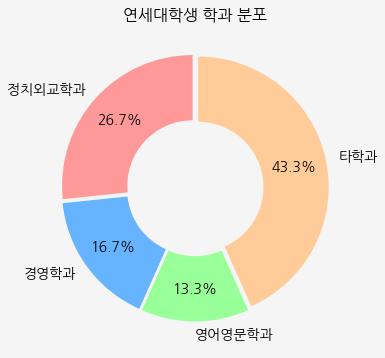 연세대학생 학과 분포
정치외교학과
26.7%
타학과
43.3%
경영학과
16.7%
영어영문학과
13.3%